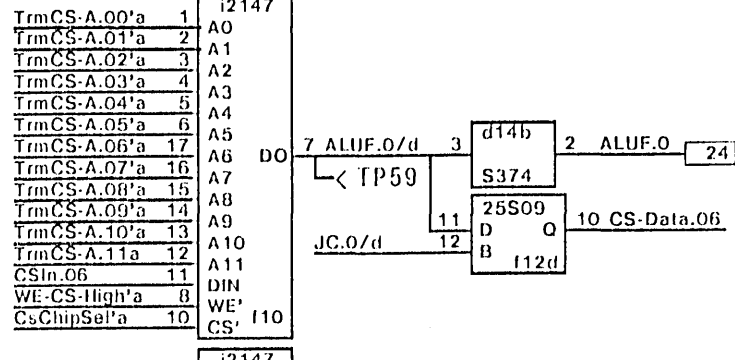 i2147
TrmCS-A.00'a 1 A0
TrmCS-A.01'a 2 A1
TrmCS-A.02'a 3 A2
TrmCS-A.03'a 4 A3
TrmCS-A.04'a 5 A4
TrmCS-A.05'a 6 A5
TrmCS-A.06'a 17 A6 DO 7 ALUF.0/d 3 d14b 2 ALUF.0 24
TrmCS-A.07'a 16 A7 < TP59 S374
TrmCS-A.08'a 15 A8
TrmCS-A.09'a 14 A9 11 D 25S09 Q 10 CS-Data.06
TrmCS-A.10'a 13 A10 JC.0/d 12 B f12d
TrmCS-A.11a 12 A11
CSIn.06 11 DIN
WE-CS-High'a 8 WE'
CsChipSel'a 10 CS' f10
i2147